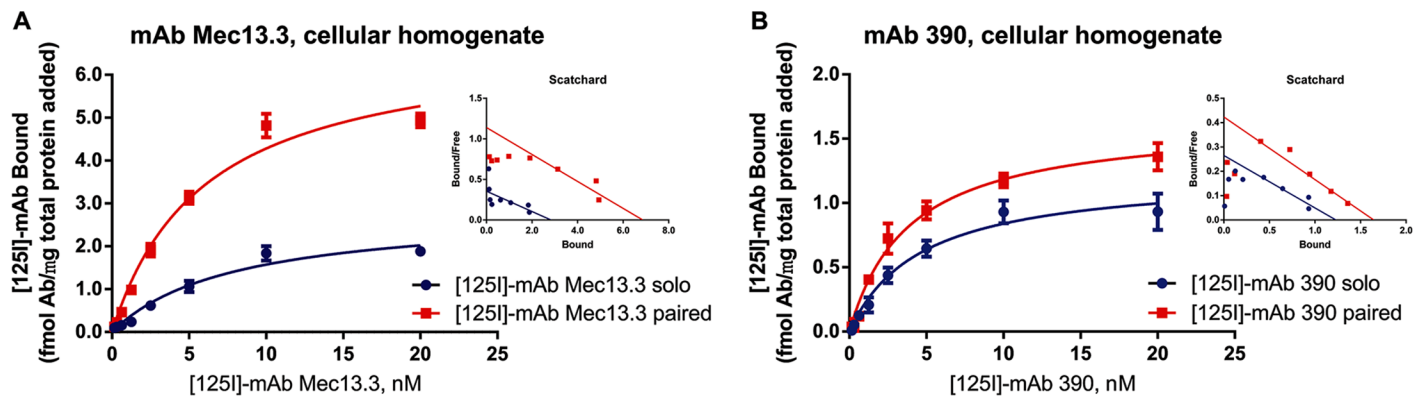 A
mAb Mec13.3, cellular homogenate
[125I]-mAb Bound
(fmol Ab/mg total protein added)
6.0
5.0
4.0
3.0
2.0
1.0
0.0
0
5
10
15
20
25
[125I]-mAb Mec13.3, nM
Scatchard
Bound/Free
1.5
1.0
0.5
0.0
0.0
2.0
4.0
6.0
8.0
Bound
[125I]-mAb Mec13.3 solo
[125I]-mAb Mec13.3 paired
B
mAb 390, cellular homogenate
[125I]-mAb Bound
(fmol Ab/mg total protein added)
2.0
1.5
1.0
0.5
0.0
0
5
10
15
20
25
[125I]-mAb 390, nM
Scatchard
Bound/Free
0.5
0.4
0.3
0.2
0.1
0.0
0.0
0.5
1.0
1.5
2.0
Bound
[125I]-mAb 390 solo
[125I]-mAb 390 paired